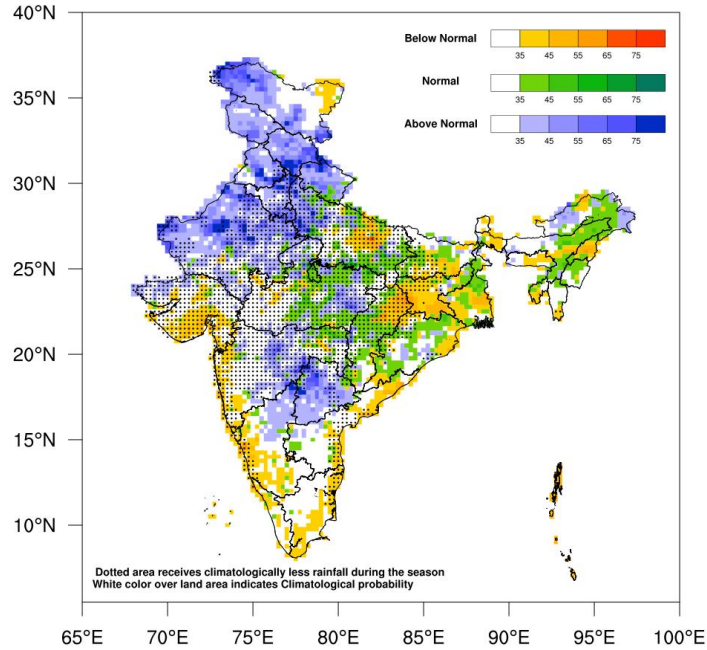 40°N
Below Normal
35 45 55 65 75
35°N
Normal
35 45 55 65 75
Above Normal
35 45 55 65 75
30°N
25°N
20°N
15°N
10°N
Dotted area receives climatologically less rainfall during the season
White color over land area indicates Climatological probability
65°E 70°E 75°E 80°E 85°E 90°E 95°E 100°E